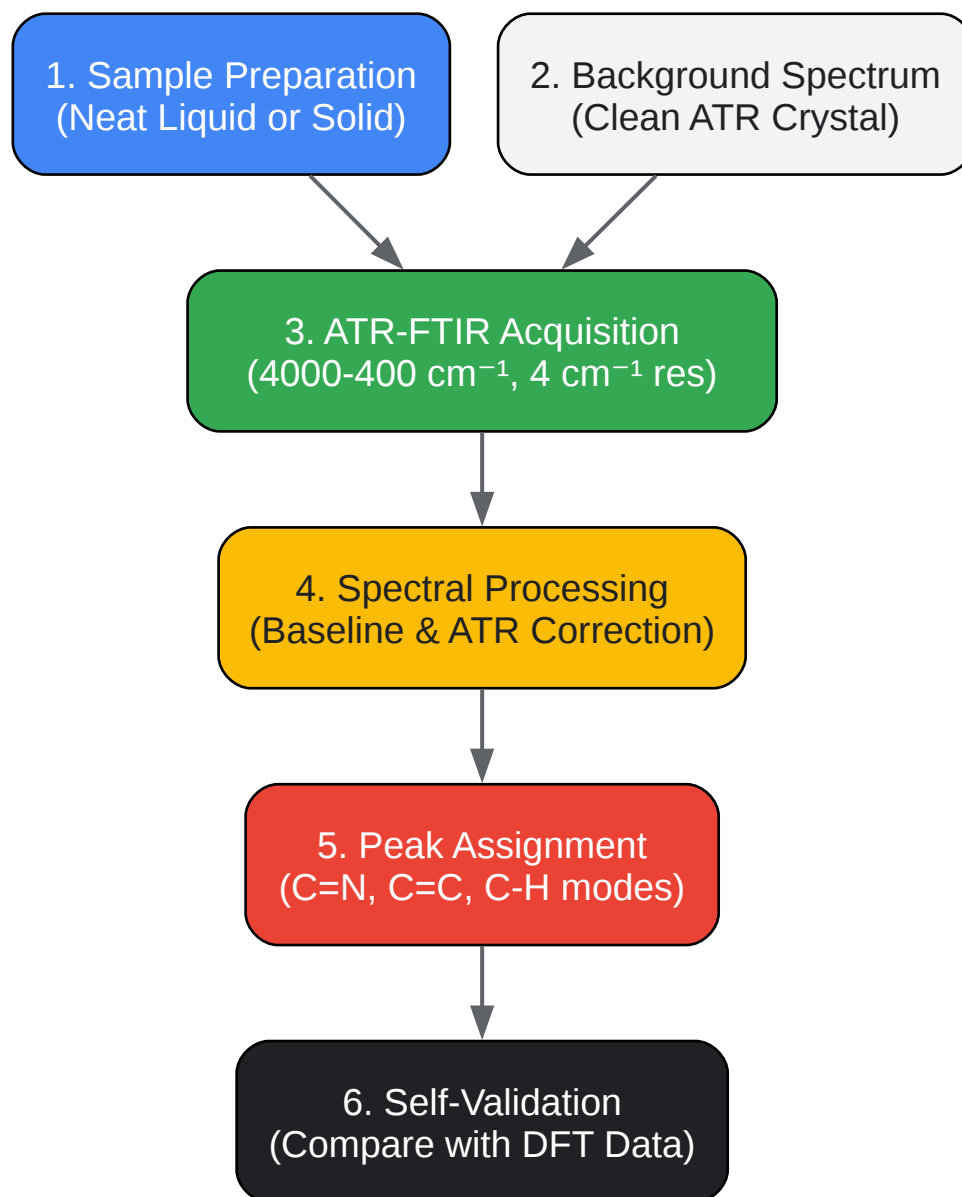 1. Sample Preparation
(Neat Liquid or Solid)
2. Background Spectrum
(Clean ATR Crystal)
3. ATR-FTIR Acquisition
(4000-400 cm⁻¹, 4 cm⁻¹ res)
4. Spectral Processing
(Baseline & ATR Correction)
5. Peak Assignment
(C=N, C=C, C-H modes)
6. Self-Validation
(Compare with DFT Data)